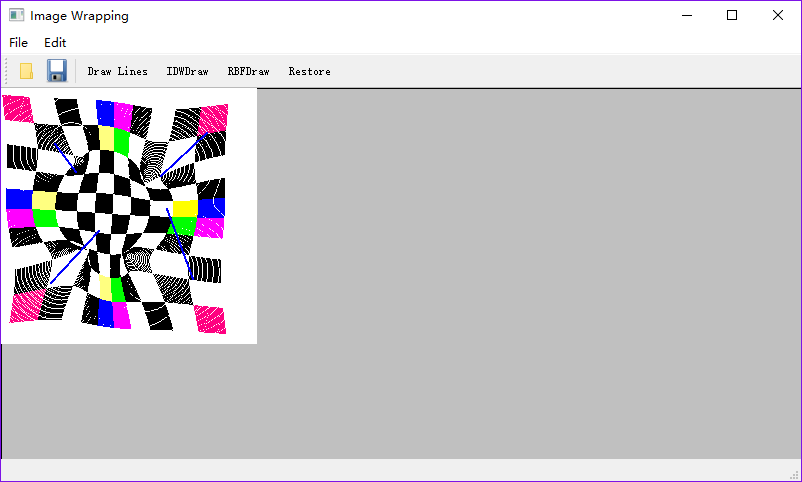 Image Wrapping
File Edit
Draw Lines IDWDraw RBFDraw Restore